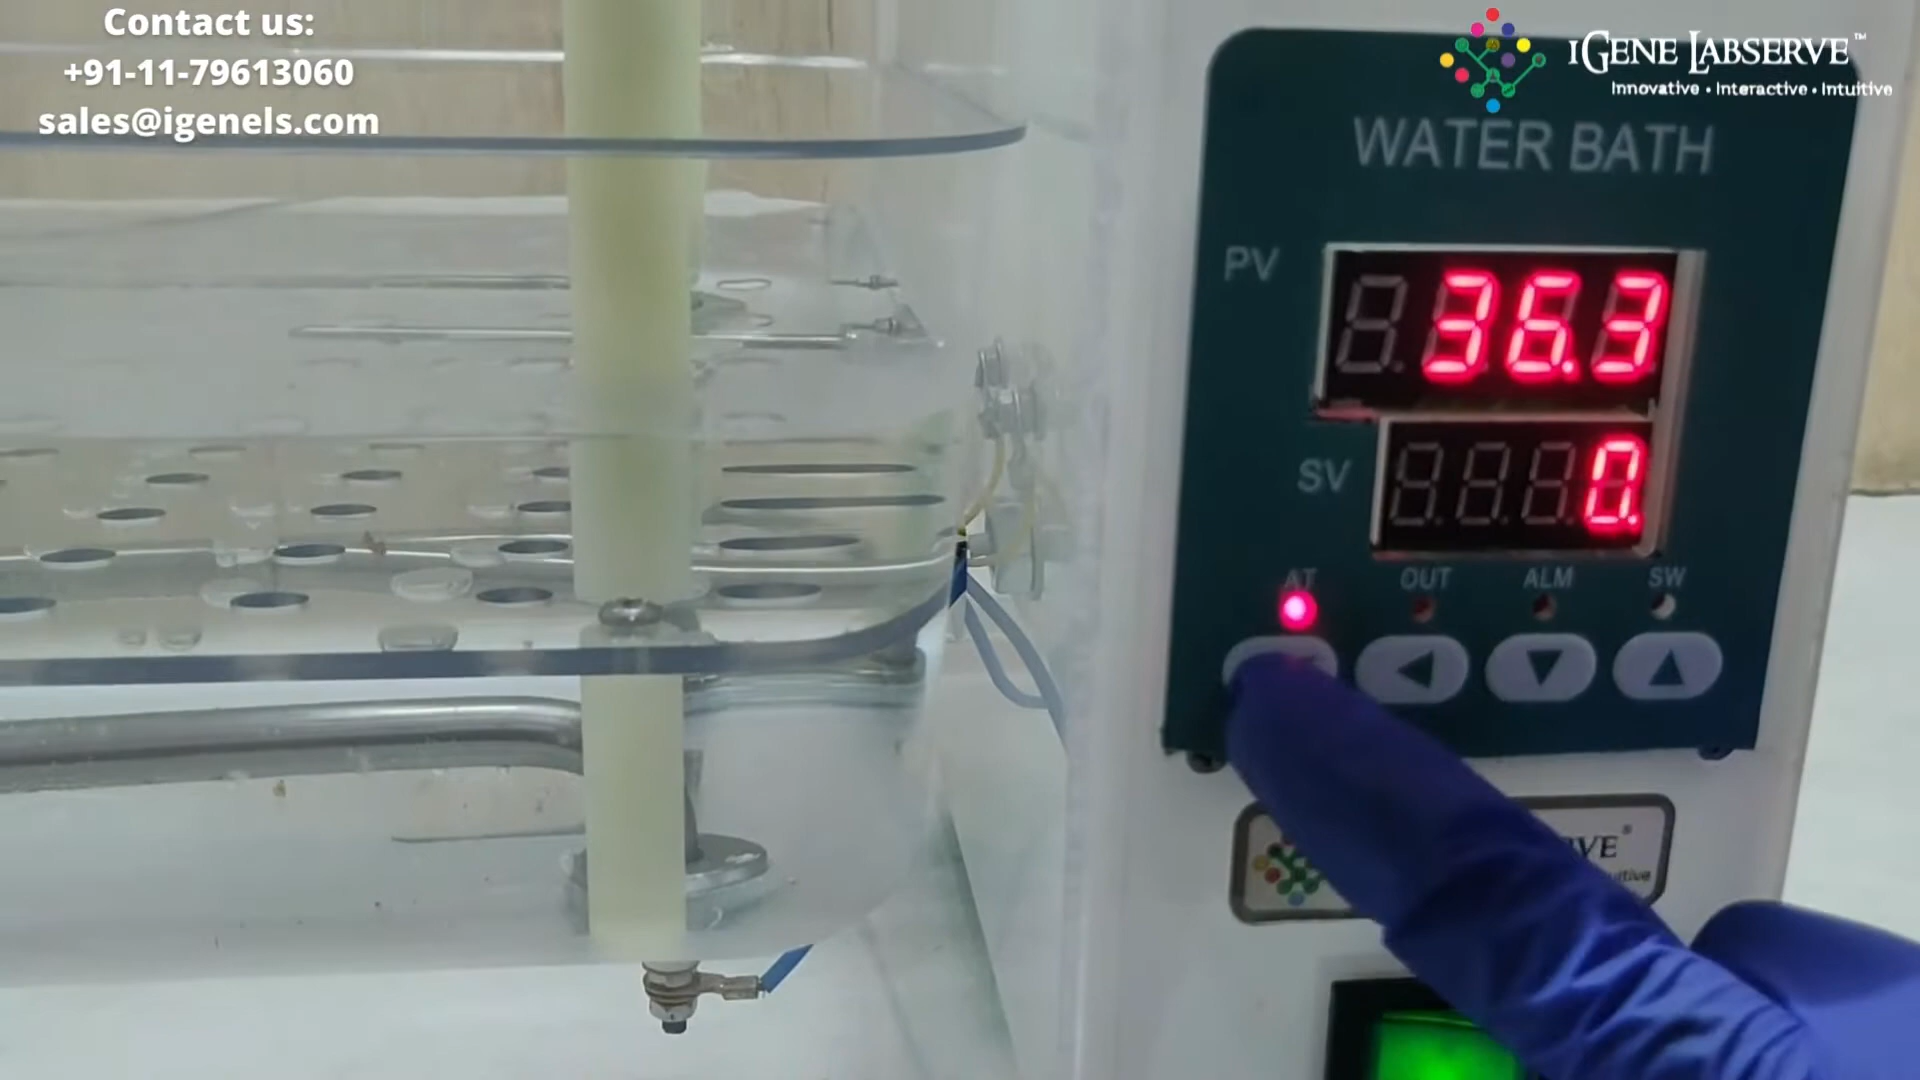 Contact us:
+91-11-79613060
sales@igenels.com
iGENE LABSERVE™
Innovative • Interactive • Intuitive
WATER BATH
PV
36.3
SV
0.
AT
OUT
ALM
SW